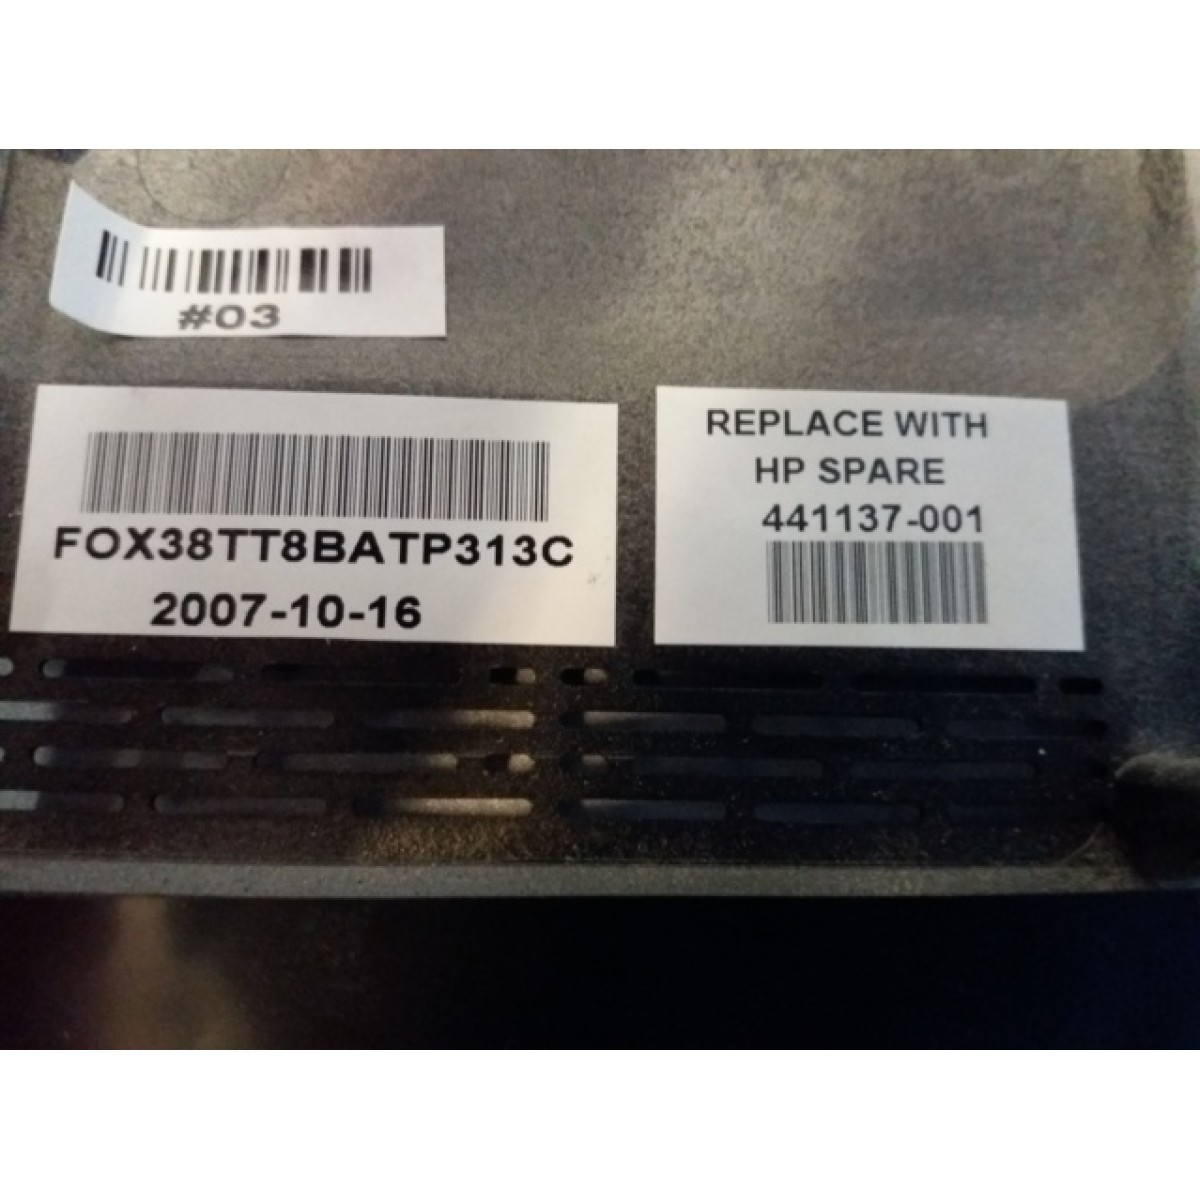 #03
FOX38TT8BATP313C
2007-10-16
REPLACE WITH
HP SPARE
441137-001